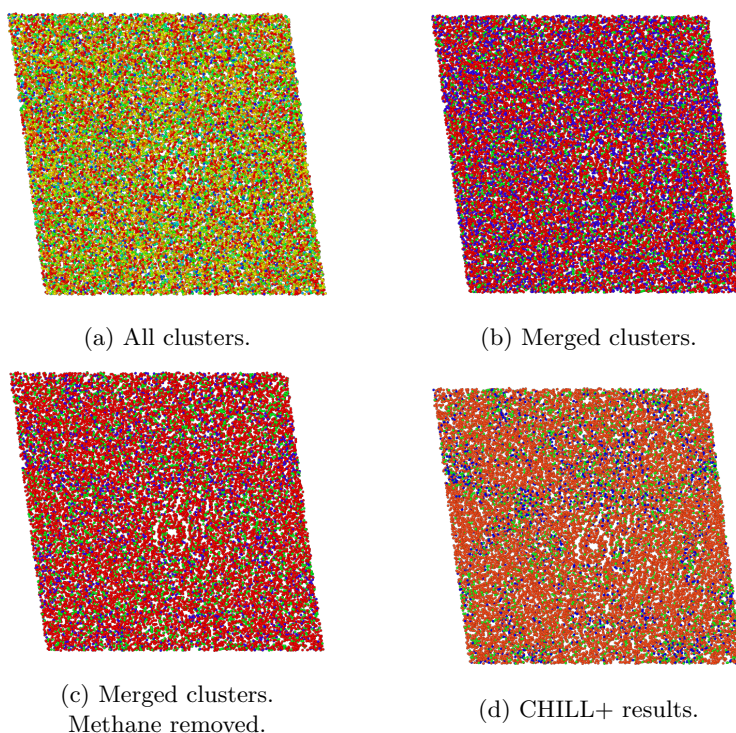 (a) All clusters.
(b) Merged clusters.
(c) Merged clusters.
Methane removed.
(d) CHILL+ results.